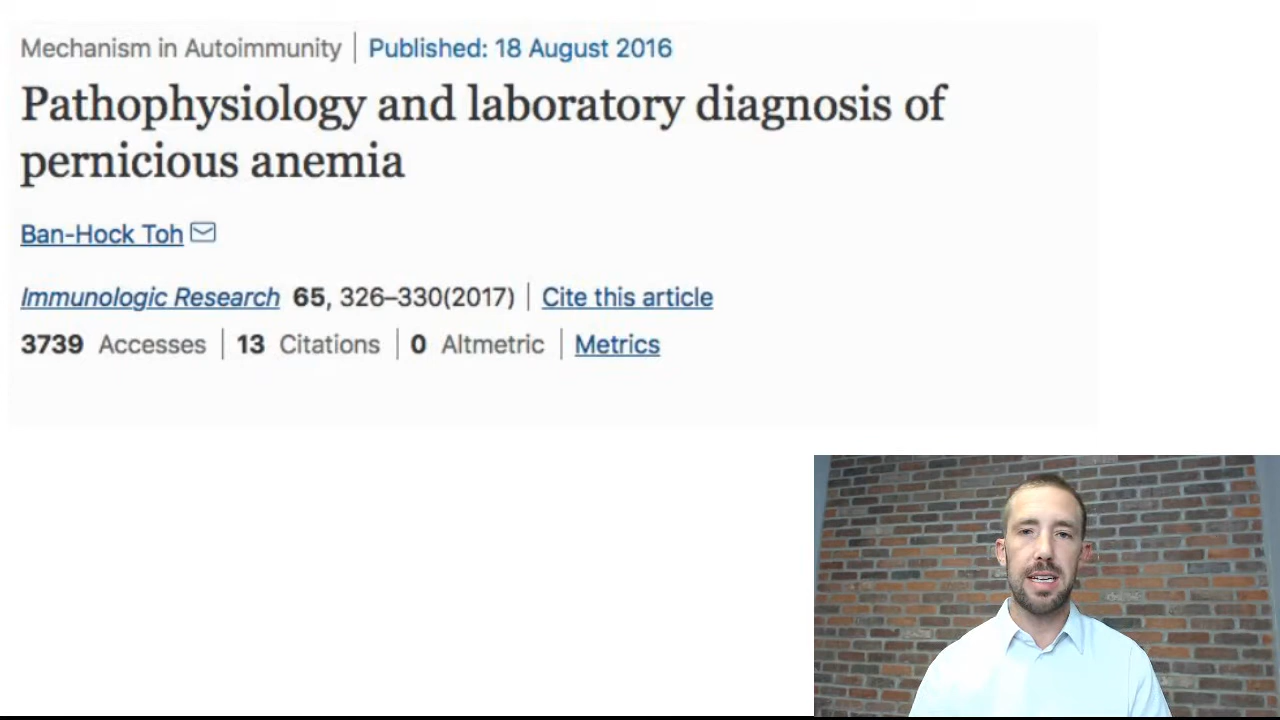 Mechanism in Autoimmunity | Published: 18 August 2016
Pathophysiology and laboratory diagnosis of
pernicious anemia
Ban-Hock Toh
Immunologic Research 65, 326–330(2017) | Cite this article
3739 Accesses | 13 Citations | 0 Altmetric | Metrics